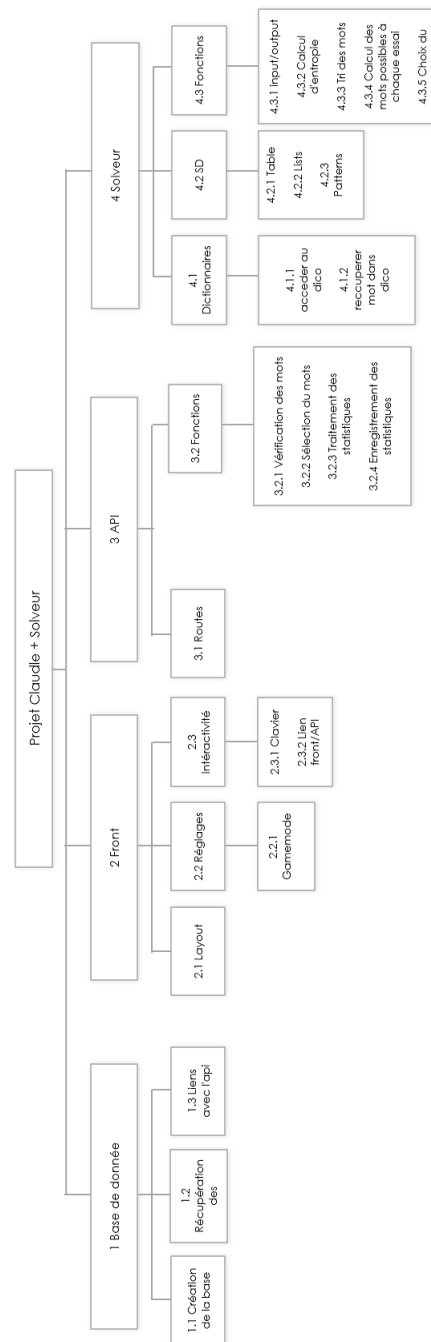 Projet Claudle + Solveur
1 Base de donnée
1.1 Création
de la base
1.2
Récupération
des
1.3 Liens
avec l'api
2 Front
2.1 Layout
2.2 Réglages
2.2.1
Gamemode
2.3
Intéractivité
2.3.1 Clavier
2.3.2 Lien
front/API
3 API
3.1 Routes
3.2 Fonctions
3.2.1 Vérification des mots
3.2.2 Sélection du mots
3.2.3 Traitement des
statistiques
3.2.4 Enregistrement des
statistiques
4 Solveur
4.1
Dictionnaires
4.1.1
acceder au
dico
4.1.2
reccuperer
mot dans
dico
4.2 SD
4.2.1 Table
4.2.2 Lists
4.2.3
Patterns
4.3 Fonctions
4.3.1 input/output
4.3.2 Calcul
d'entropie
4.3.3 Tri des mots
4.3.4 Calcul des
mots possibles à
chaque essai
4.3.5 Choix du